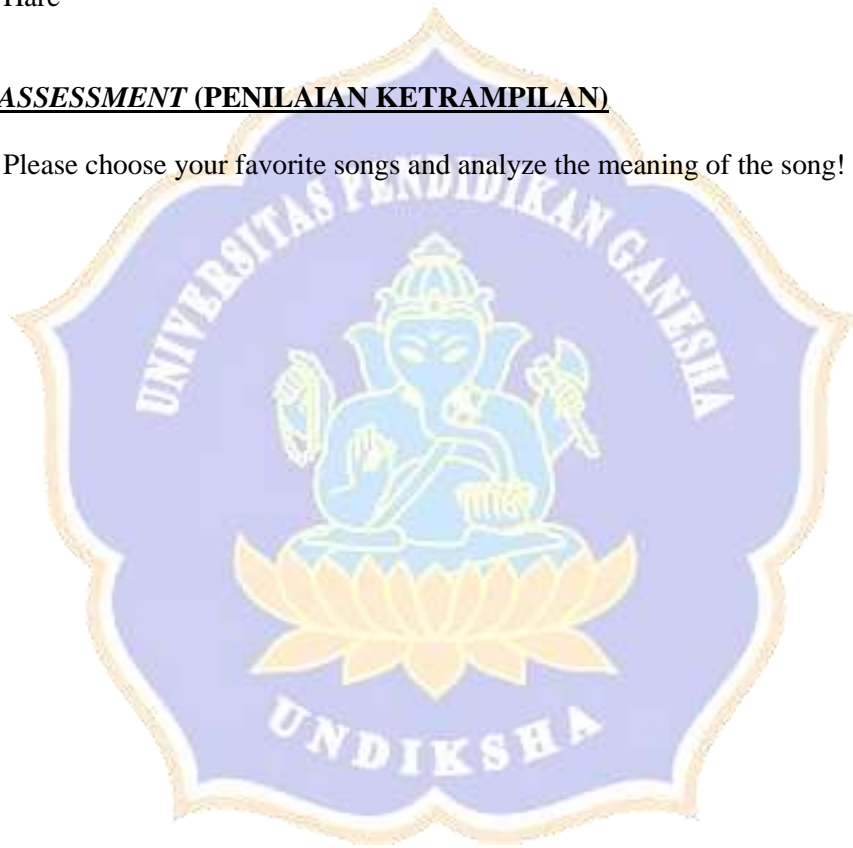 Hare
ASSESSMENT (PENILAIAN KETRAMPILAN)
Please choose your favorite songs and analyze the meaning of the song!
UNIVERSITAS PENDIDIKAN GANESHA
UNDIKSHA